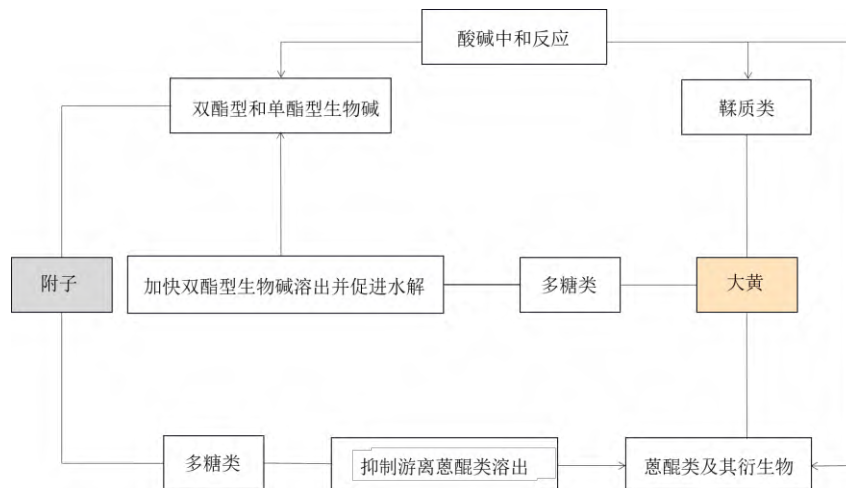 酸碱中和反应
双酯型和单酯型生物碱
鞣质类
附子
加快双酯型生物碱溶出并促进水解
多糖类
大黄
多糖类
抑制游离蒽醌类溶出
蒽醌类及其衍生物